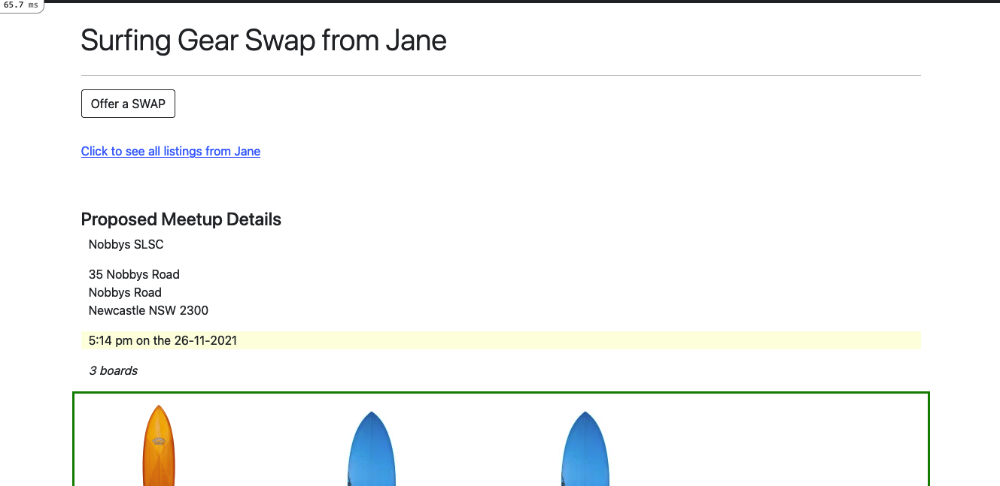 65.7 ms
Surfing Gear Swap from Jane
Offer a SWAP
Click to see all listings from Jane
Proposed Meetup Details
Nobbys SLSC
35 Nobbys Road
Nobbys Road
Newcastle NSW 2300
5:14 pm on the 26-11-2021
3 boards